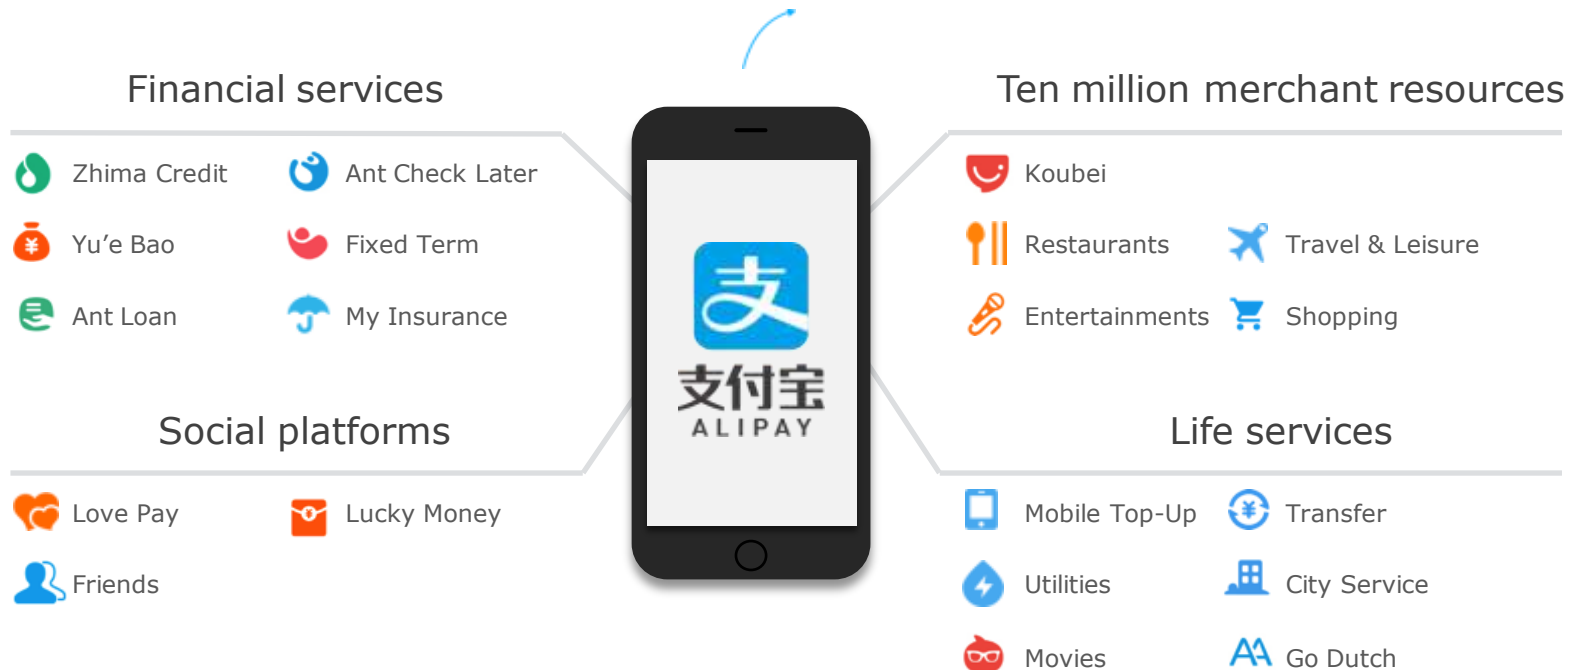 Financial services
Zhima Credit
Ant Check Later
Yu'e Bao
Fixed Term
Ant Loan
My Insurance
Social platforms
Love Pay
Lucky Money
Friends
支
支付宝
ALIPAY
Ten million merchant resources
Koubei
Restaurants
Travel & Leisure
Entertainments
Shopping
Life services
Mobile Top-Up
Transfer
Utilities
City Service
Movies
Go Dutch